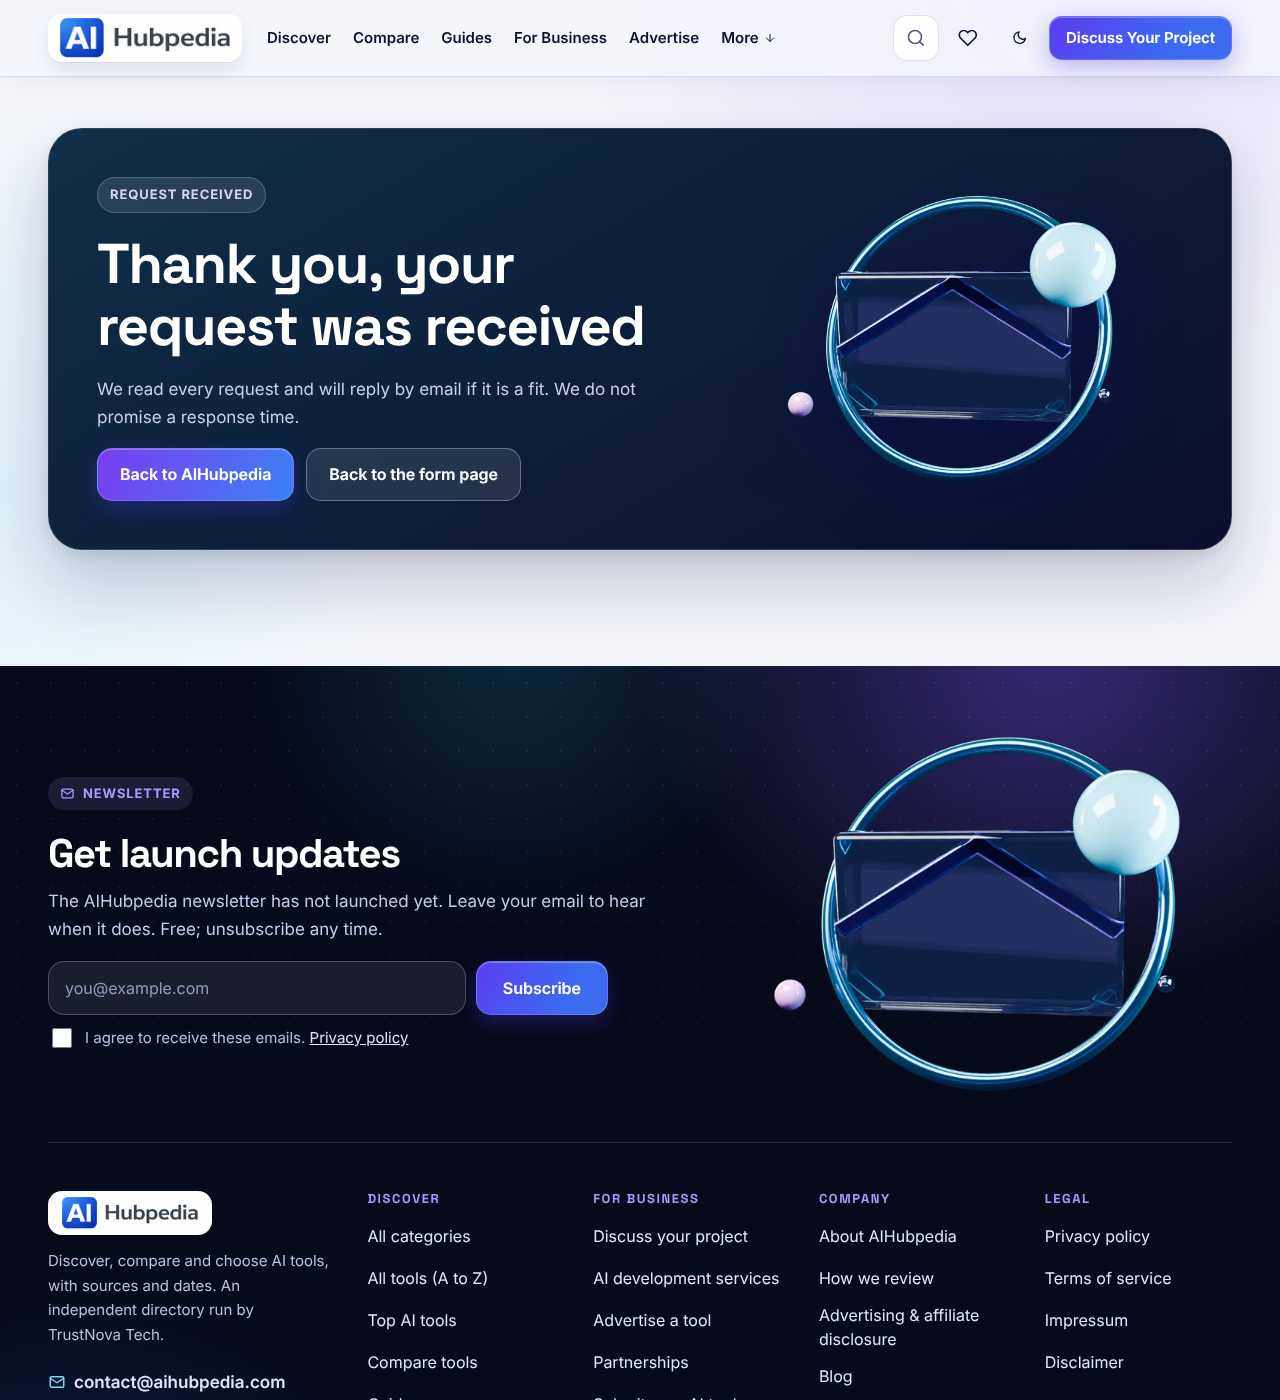 AI Hubpedia
Discover
Compare
Guides
For Business
Advertise
More
Discuss Your Project
REQUEST RECEIVED
Thank you, your
request was received
We read every request and will reply by email if it is a fit. We do not
promise a response time.
Back to AIHubpedia
Back to the form page
NEWSLETTER
Get launch updates
The AIHubpedia newsletter has not launched yet. Leave your email to hear
when it does. Free; unsubscribe any time.
you@example.com
Subscribe
I agree to receive these emails. Privacy policy
AI Hubpedia
Discover, compare and choose AI tools,
with sources and dates. An
independent directory run by
TrustNova Tech.
contact@aihubpedia.com
DISCOVER
All categories
All tools (A to Z)
Top AI tools
Compare tools
FOR BUSINESS
Discuss your project
AI development services
Advertise a tool
Partnerships
COMPANY
About AIHubpedia
How we review
Advertising & affiliate
disclosure
Blog
LEGAL
Privacy policy
Terms of service
Impressum
Disclaimer